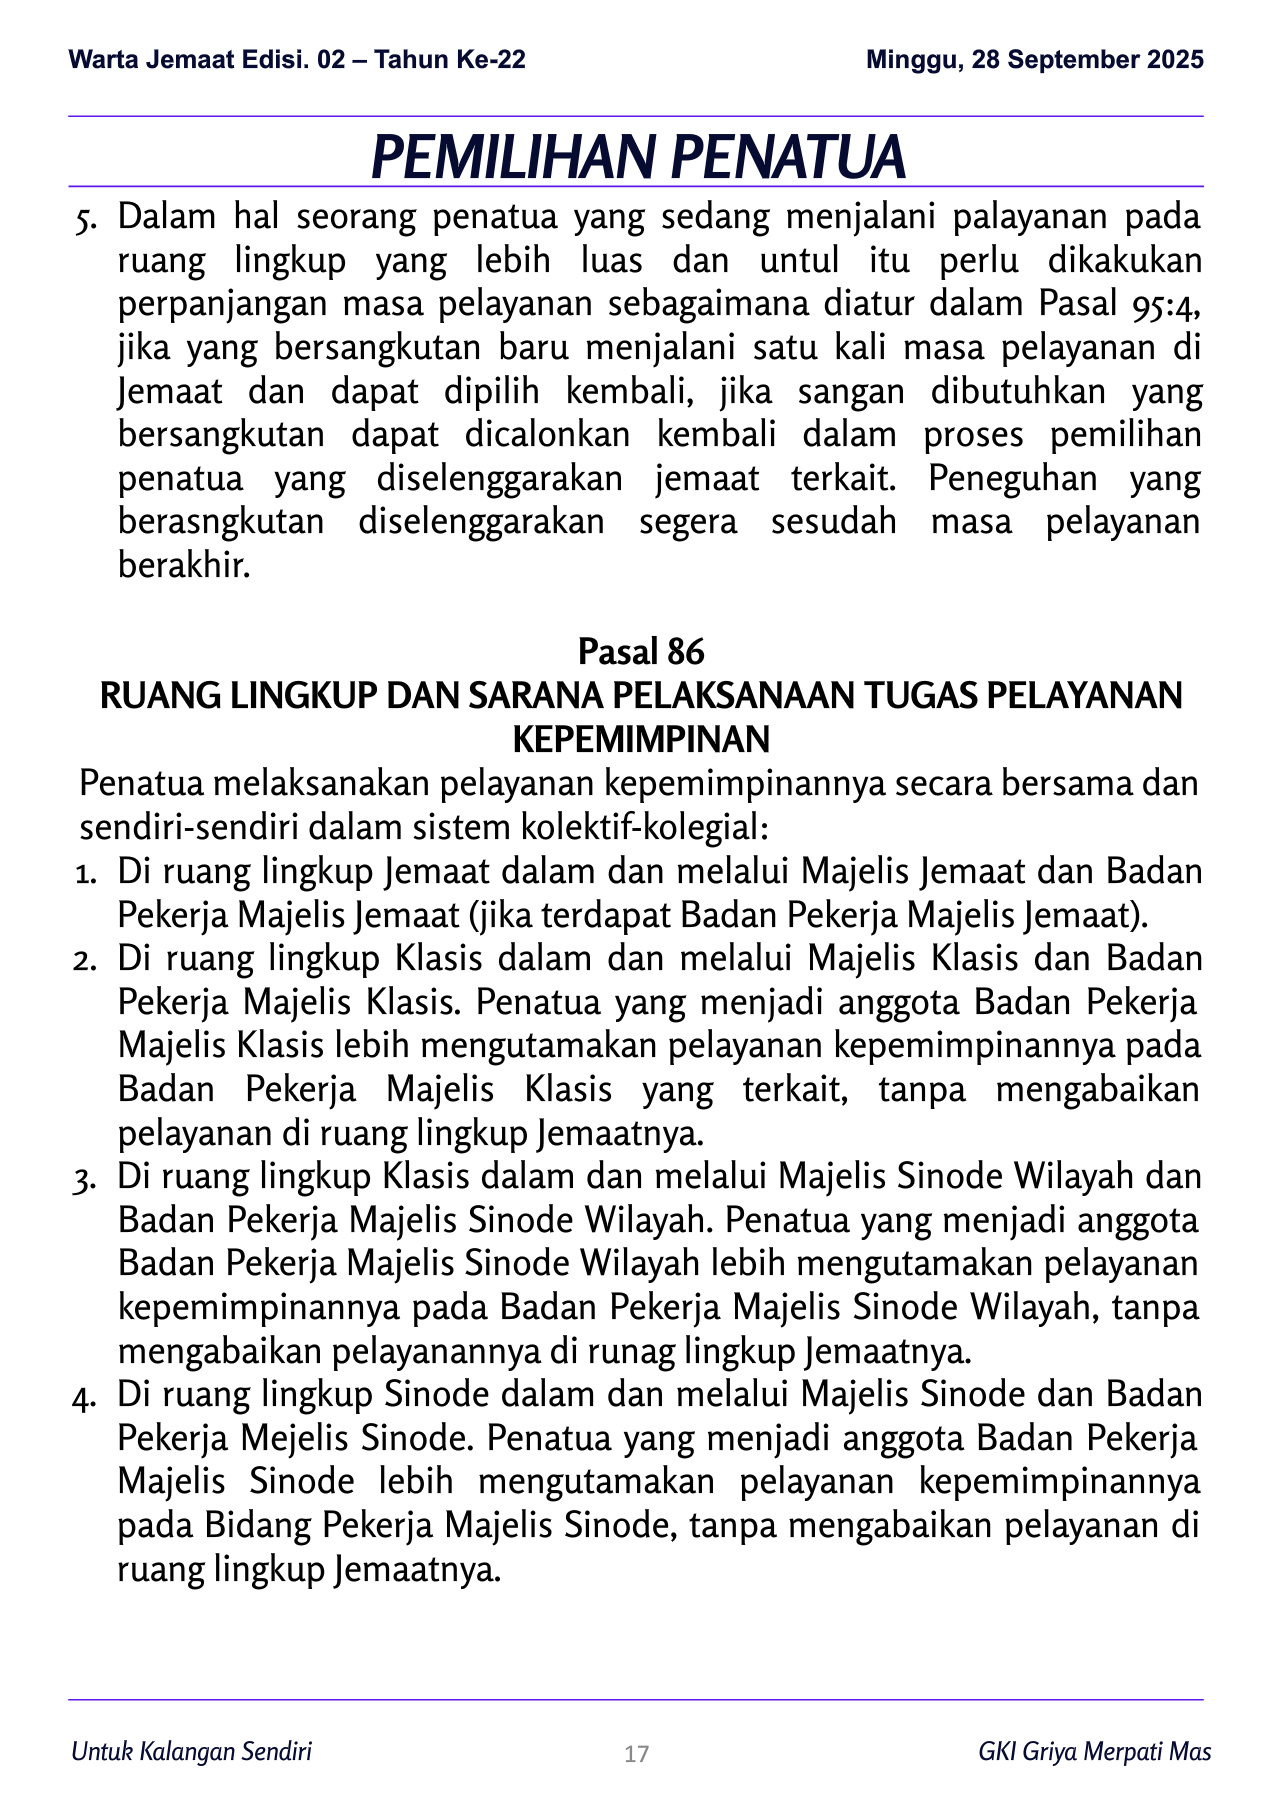 Warta Jemaat Edisi. 02 – Tahun Ke-22
Minggu, 28 September 2025
PEMILIHAN PENATUA
5. Dalam hal seorang penatua yang sedang menjalani palayanan pada
ruang lingkup yang lebih luas dan untul itu perlu dikakukan
perpanjangan masa pelayanan sebagaimana diatur dalam Pasal 95:4,
jika yang bersangkutan baru menjalani satu kali masa pelayanan di
Jemaat dan dapat dipilih kembali, jika sangan dibutuhkan yang
bersangkutan dapat dicalonkan kembali dalam proses pemilihan
penatua yang diselenggarakan jemaat terkait. Peneguhan yang
berasngkutan diselenggarakan segera sesudah masa pelayanan
berakhir.
Pasal 86
RUANG LINGKUP DAN SARANA PELAKSANAAN TUGAS PELAYANAN
KEPEMIMPINAN
Penatua melaksanakan pelayanan kepemimpinannya secara bersama dan
sendiri-sendiri dalam sistem kolektif-kolegial:
1. Di ruang lingkup Jemaat dalam dan melalui Majelis Jemaat dan Badan
Pekerja Majelis Jemaat (jika terdapat Badan Pekerja Majelis Jemaat).
2. Di ruang lingkup Klasis dalam dan melalui Majelis Klasis dan Badan
Pekerja Majelis Klasis. Penatua yang menjadi anggota Badan Pekerja
Majelis Klasis lebih mengutamakan pelayanan kepemimpinannya pada
Badan Pekerja Majelis Klasis yang terkait, tanpa mengabaikan
pelayanan di ruang lingkup Jemaatnya.
3. Di ruang lingkup Klasis dalam dan melalui Majelis Sinode Wilayah dan
Badan Pekerja Majelis Sinode Wilayah. Penatua yang menjadi anggota
Badan Pekerja Majelis Sinode Wilayah lebih mengutamakan pelayanan
kepemimpinannya pada Badan Pekerja Majelis Sinode Wilayah, tanpa
mengabaikan pelayanannya di runag lingkup Jemaatnya.
4. Di ruang lingkup Sinode dalam dan melalui Majelis Sinode dan Badan
Pekerja Mejelis Sinode. Penatua yang menjadi anggota Badan Pekerja
Majelis Sinode lebih mengutamakan pelayanan kepemimpinannya
pada Bidang Pekerja Majelis Sinode, tanpa mengabaikan pelayanan di
ruang lingkup Jemaatnya.
Untuk Kalangan Sendiri
17
GKI Griya Merpati Mas